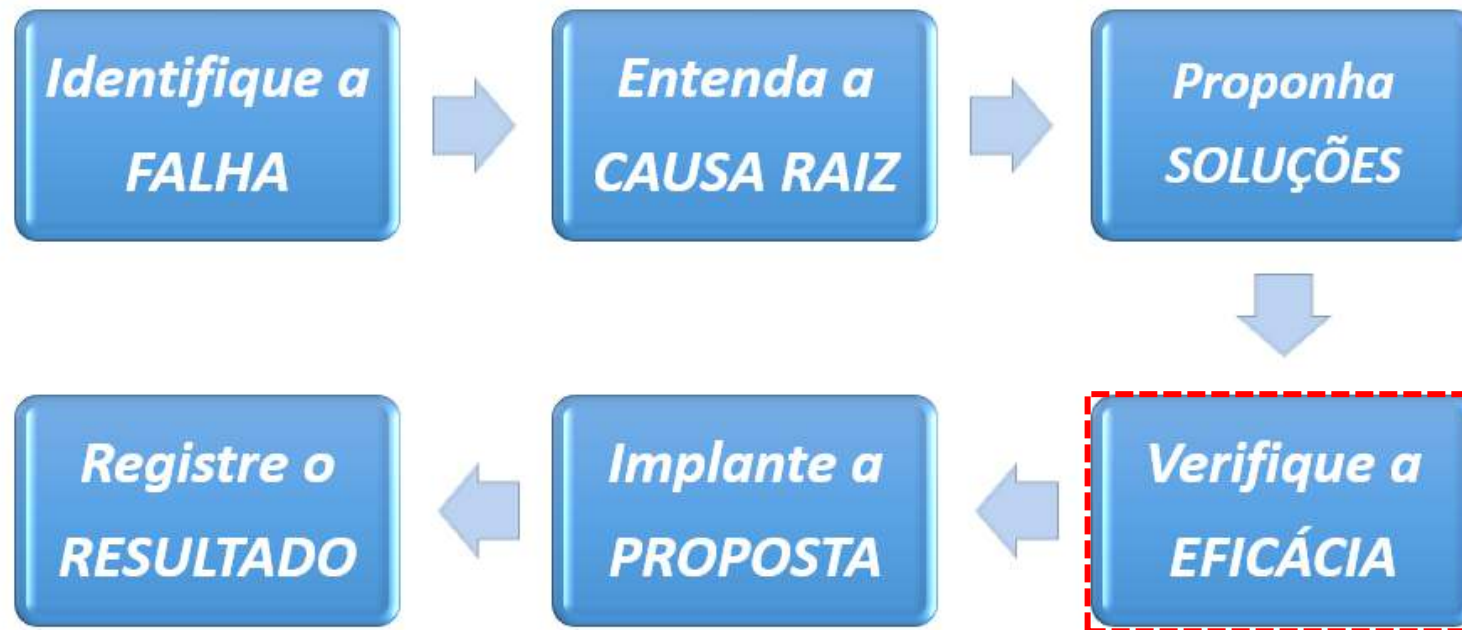 Identifique a
FALHA
Entenda a
CAUSA RAIZ
Proponha
SOLUÇÕES
Verifique a
EFICÁCIA
Implante a
PROPOSTA
Registre o
RESULTADO